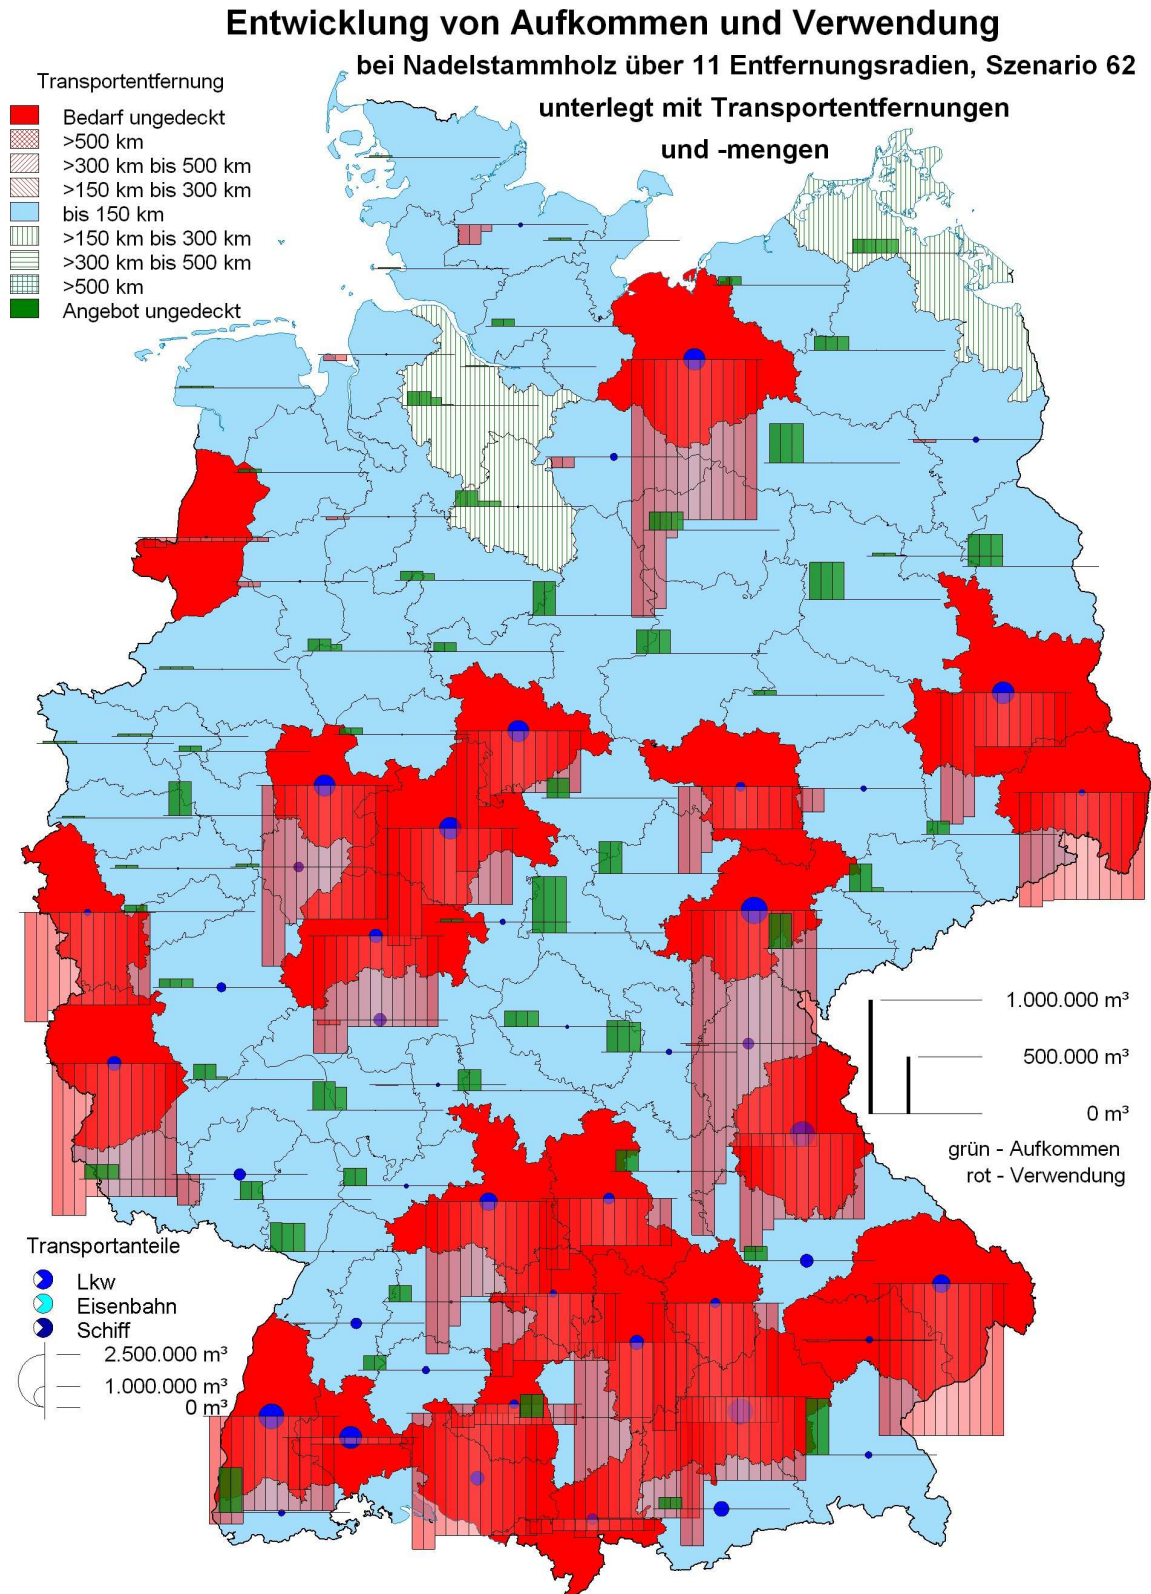 Entwicklung von Aufkommen und Verwendung
bei Nadelstammholz über 11 Entfernungsradien, Szenario 62
unterlegt mit Transportentfernungen
und -mengen
Transportentfernung
Bedarf ungedeckt
>500 km
>300 km bis 500 km
>150 km bis 300 km
bis 150 km
>150 km bis 300 km
>300 km bis 500 km
>500 km
Angebot ungedeckt
1.000.000 m³
500.000 m³
0 m³
grün - Aufkommen
rot - Verwendung
Transportanteile
Lkw
Eisenbahn
Schiff
2.500.000 m³
1.000.000 m³
0 m³